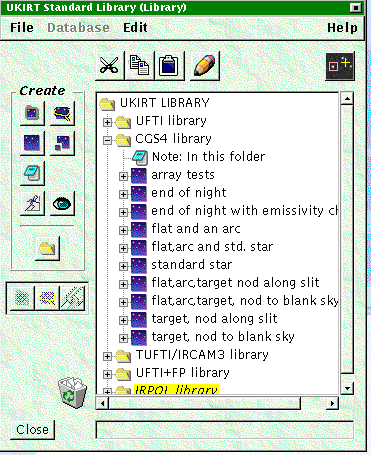 UKIRT Standard Library (Library)
File Database Edit Help
Create
UKIRT LIBRARY
UFTI library
CGS4 library
Note: In this folder
array tests
end of night
end of night with emissivity ch
flat and an arc
flat,arc and std. star
standard star
flat,arc,target nod along slit
flat,arc,target, nod to blank sky
target, nod along slit
target, nod to blank sky
TUFTI/IRCAM3 library
UFTI+FP library
IRPOL library
Close